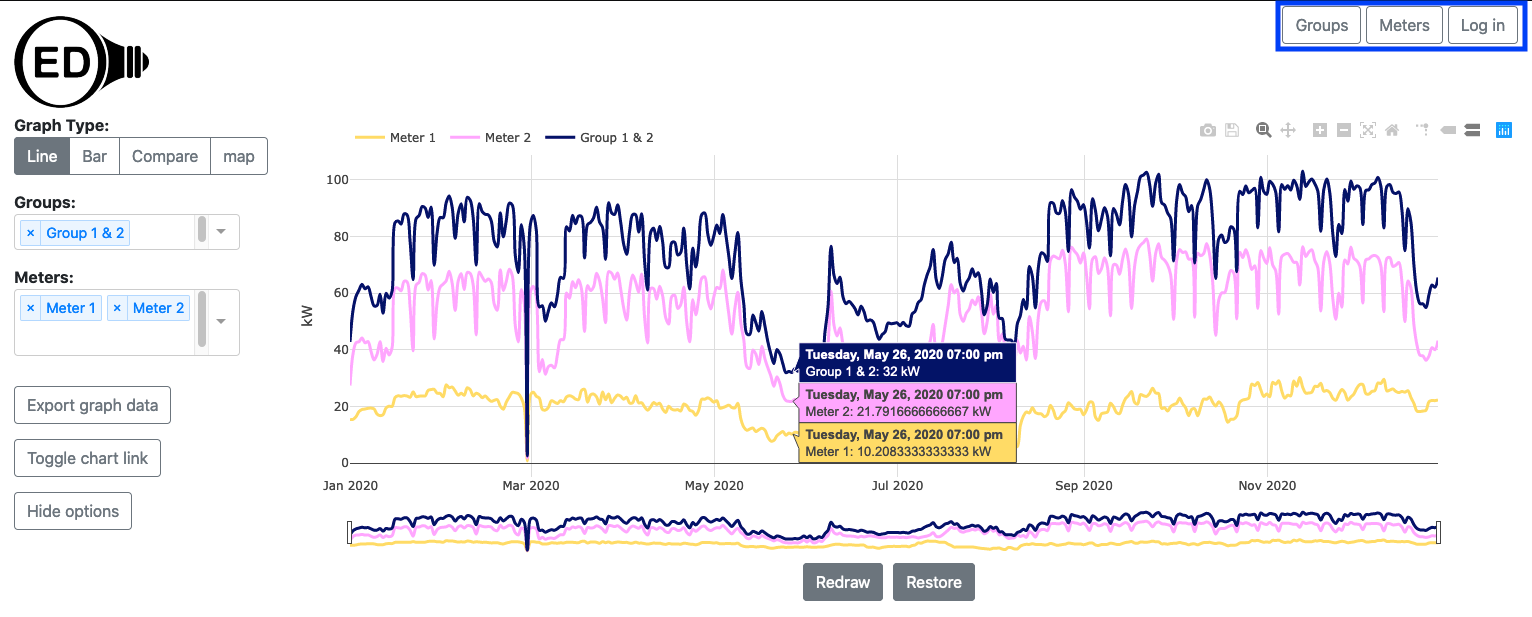 Groups Meters Log in
ED
Graph Type:
Line Bar Compare map
Groups:
× Group 1 & 2
Meters:
× Meter 1 × Meter 2
Export graph data
Toggle chart link
Hide options
Meter 1 Meter 2 Group 1 & 2
kW
100
80
60
40
20
0
Tuesday, May 26, 2020 07:00 pm
Group 1 & 2: 32 kW
Tuesday, May 26, 2020 07:00 pm
Meter 2: 21.7916666666667 kW
Tuesday, May 26, 2020 07:00 pm
Meter 1: 10.2083333333333 kW
Jan 2020 Mar 2020 May 2020 Jul 2020 Sep 2020 Nov 2020
Redraw Restore